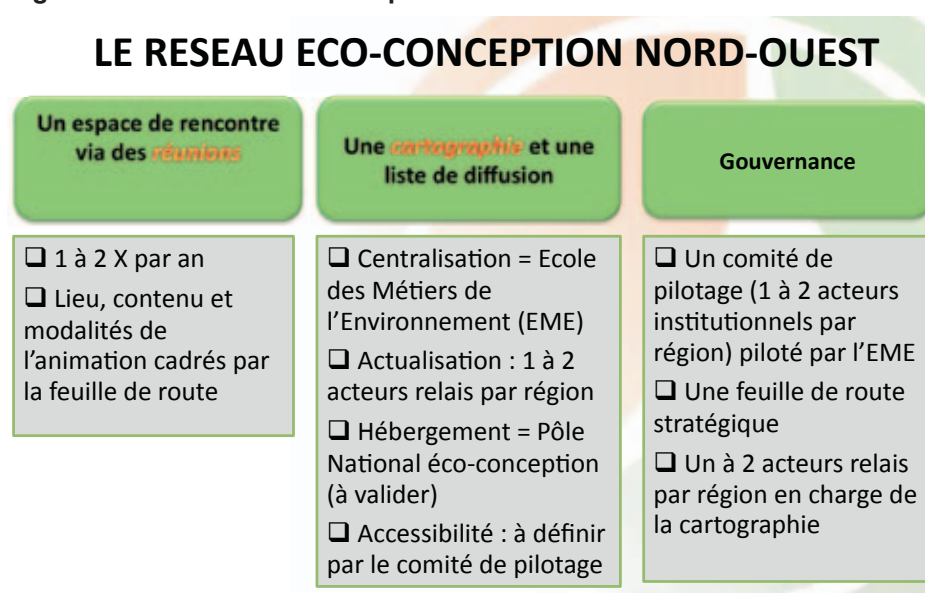 LE RESEAU ECO-CONCEPTION NORD-OUEST
Un espace de rencontre
via des réunions
❑ 1 à 2 X par an
❑ Lieu, contenu et
modalités de
l’animation cadrés par
la feuille de route
Une cartographie et une
liste de diffusion
❑ Centralisation = Ecole
des Métiers de
l’Environnement (EME)
❑ Actualisation : 1 à 2
acteurs relais par région
❑ Hébergement = Pôle
National éco-conception
(à valider)
❑ Accessibilité : à définir
par le comité de pilotage
Gouvernance
❑ Un comité de
pilotage (1 à 2 acteurs
institutionnels par
région) piloté par l’EME
❑ Une feuille de route
stratégique
❑ Un à 2 acteurs relais
par région en charge de
la cartographie